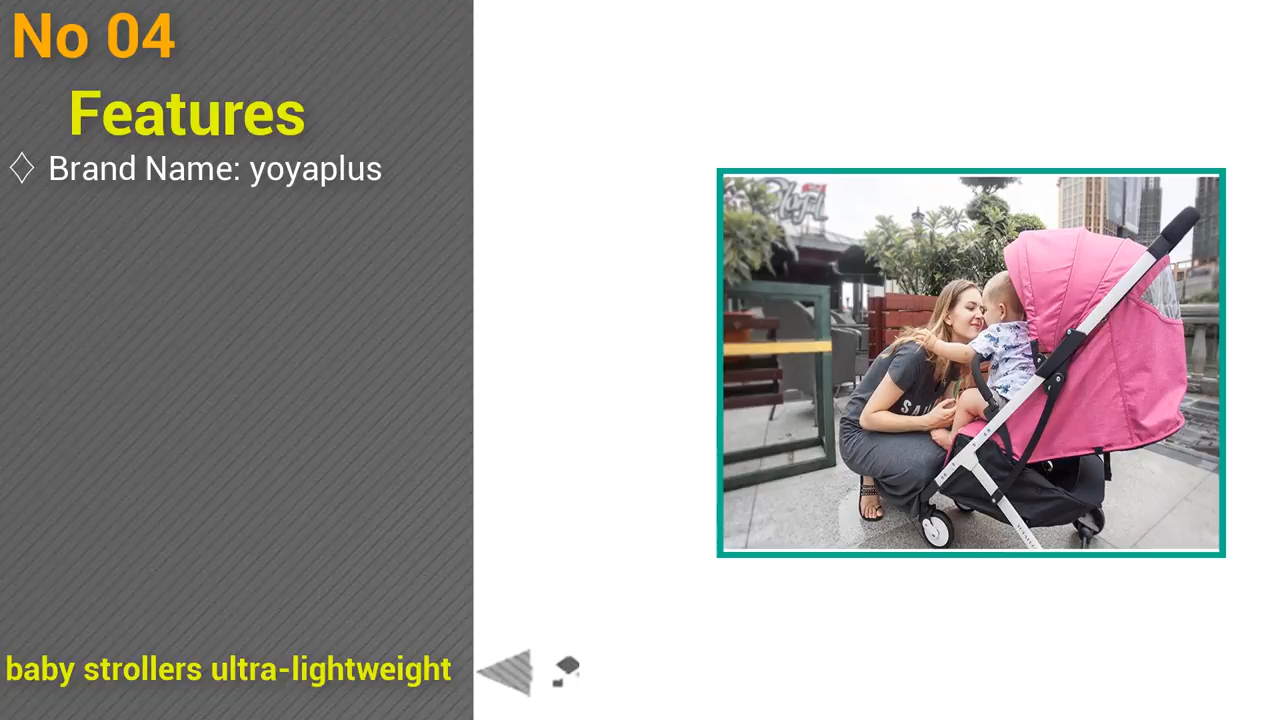 No 04
Features
♢ Brand Name: yoyaplus
baby strollers ultra-lightweight